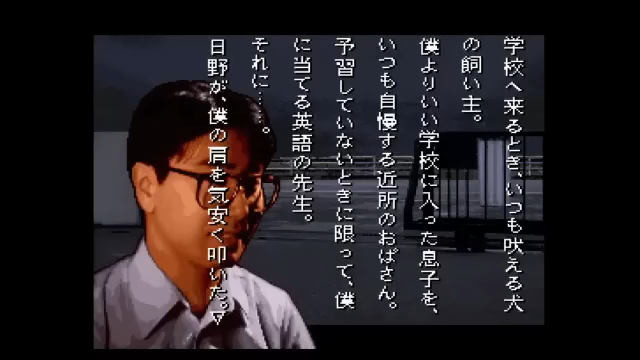 学校へ来るとき、いつも吠える犬
の飼い主。
僕よりいい学校に入った息子を、
いつも自慢する近所のおばさん。
予習していないときに限って、僕
に当てる英語の先生。
それに……。
日野が、僕の肩を気安く叩いた。▽